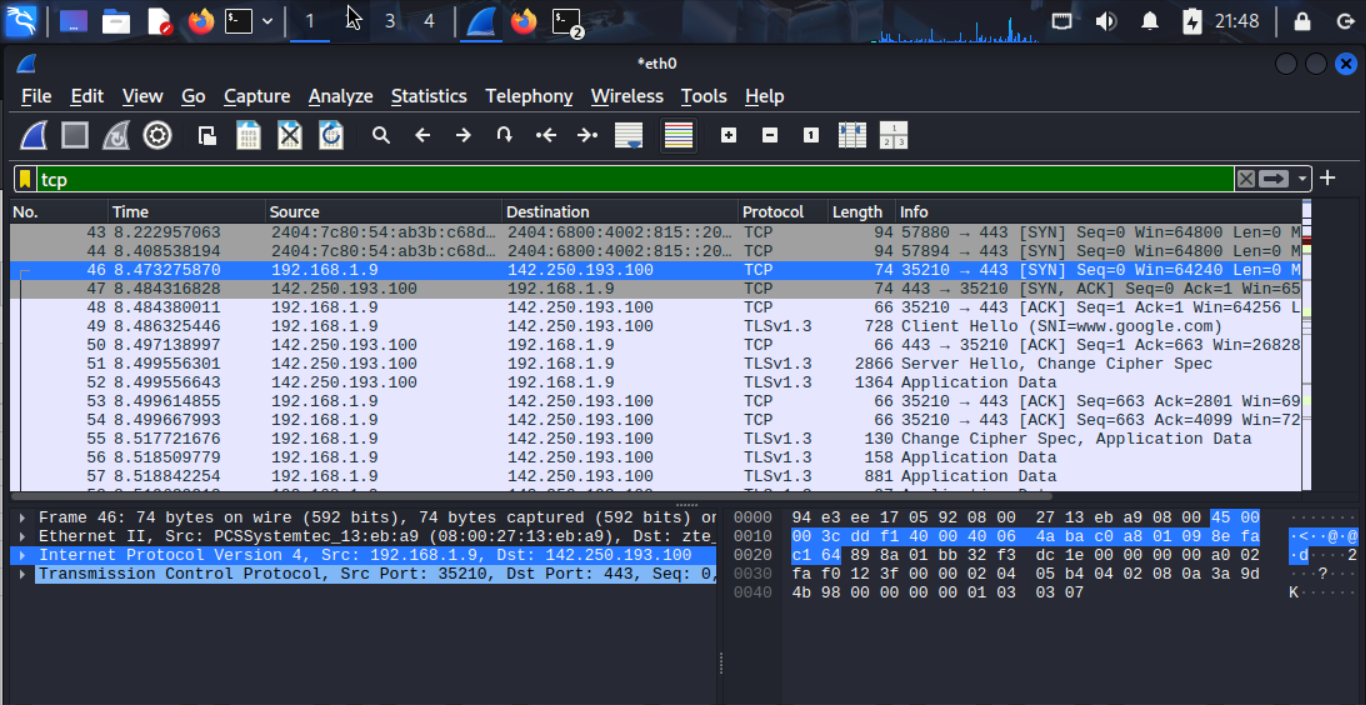 1 3 4 2 21:48
*eth0
File Edit View Go Capture Analyze Statistics Telephony Wireless Tools Help
tcp
No. Time Source Destination Protocol Length Info
43 8.222957063 2404:7c80:54:ab3b:c68d… 2404:6800:4002:815::20… TCP 94 57880 → 443 [SYN] Seq=0 Win=64800 Len=0 M
44 8.408538194 2404:7c80:54:ab3b:c68d… 2404:6800:4002:815::20… TCP 94 57894 → 443 [SYN] Seq=0 Win=64800 Len=0 M
46 8.473275870 192.168.1.9 142.250.193.100 TCP 74 35210 → 443 [SYN] Seq=0 Win=64240 Len=0 M
47 8.484316828 142.250.193.100 192.168.1.9 TCP 74 443 → 35210 [SYN, ACK] Seq=0 Ack=1 Win=65
48 8.484380011 192.168.1.9 142.250.193.100 TCP 66 35210 → 443 [ACK] Seq=1 Ack=1 Win=64256 L
49 8.486325446 192.168.1.9 142.250.193.100 TLSv1.3 728 Client Hello (SNI=www.google.com)
50 8.497138997 142.250.193.100 192.168.1.9 TCP 66 443 → 35210 [ACK] Seq=1 Ack=663 Win=26828
51 8.499556301 142.250.193.100 192.168.1.9 TLSv1.3 2866 Server Hello, Change Cipher Spec
52 8.499556643 142.250.193.100 192.168.1.9 TLSv1.3 1364 Application Data
53 8.499614855 192.168.1.9 142.250.193.100 TCP 66 35210 → 443 [ACK] Seq=663 Ack=2801 Win=69
54 8.499667993 192.168.1.9 142.250.193.100 TCP 66 35210 → 443 [ACK] Seq=663 Ack=4099 Win=72
55 8.517721676 192.168.1.9 142.250.193.100 TLSv1.3 130 Change Cipher Spec, Application Data
56 8.518509779 192.168.1.9 142.250.193.100 TLSv1.3 158 Application Data
57 8.518842254 192.168.1.9 142.250.193.100 TLSv1.3 881 Application Data
Frame 46: 74 bytes on wire (592 bits), 74 bytes captured (592 bits) or
Ethernet II, Src: PCSSystemtec_13:eb:a9 (08:00:27:13:eb:a9), Dst: zte_
Internet Protocol Version 4, Src: 192.168.1.9, Dst: 142.250.193.100
Transmission Control Protocol, Src Port: 35210, Dst Port: 443, Seq: 0,
0000 94 e3 ee 17 05 92 08 00 27 13 eb a9 08 00 45 00 ·······
0010 00 3c dd f1 40 00 40 06 4a ba c0 a8 01 09 8e fa ·<··@·@
0020 c1 64 89 8a 01 bb 32 f3 dc 1e 00 00 00 00 a0 02 ·d····2
0030 fa f0 12 3f 00 00 02 04 05 b4 04 02 08 0a 3a 9d ···?···
0040 4b 98 00 00 00 00 01 03 03 07 K······